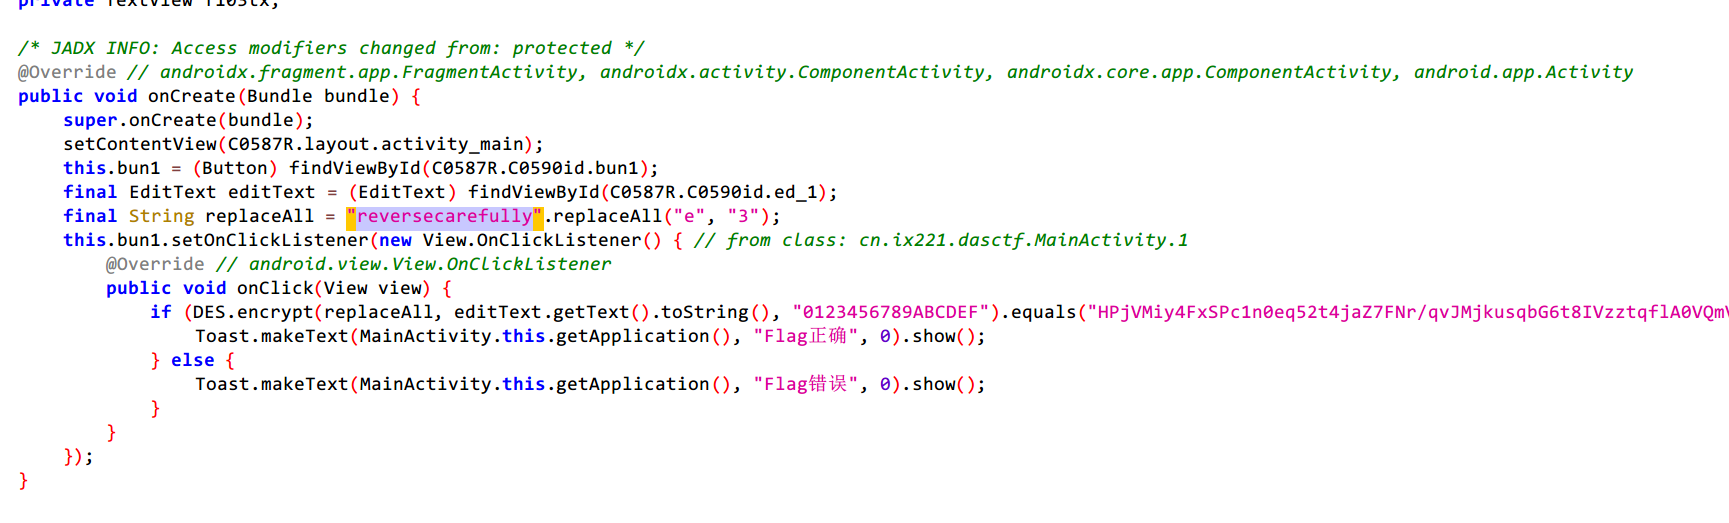 private TextView f103tx;
/* JADX INFO: Access modifiers changed from: protected */
@Override // androidx.fragment.app.FragmentActivity, androidx.activity.ComponentActivity, androidx.core.app.ComponentActivity, android.app.Activity
public void onCreate(Bundle bundle) {
super.onCreate(bundle);
setContentView(C0587R.layout.activity_main);
this.bun1 = (Button) findViewById(C0587R.C0590id.bun1);
final EditText editText = (EditText) findViewById(C0587R.C0590id.ed_1);
final String replaceAll = "reversecarefully".replaceAll("e", "3");
this.bun1.setOnClickListener(new View.OnClickListener() { // from class: cn.ix221.dasctf.MainActivity.1
@Override // android.view.View.OnClickListener
public void onClick(View view) {
if (DES.encrypt(replaceAll, editText.getText().toString(), "0123456789ABCDEF").equals("HPjVMiy4FxSPc1n0eq52t4jaZ7FNr/qvJMjkusqbG6t8IVzztqflA0VQm
Toast.makeText(MainActivity.this.getApplication(), "Flag正确", 0).show();
} else {
Toast.makeText(MainActivity.this.getApplication(), "Flag错误", 0).show();
}
}
});
}